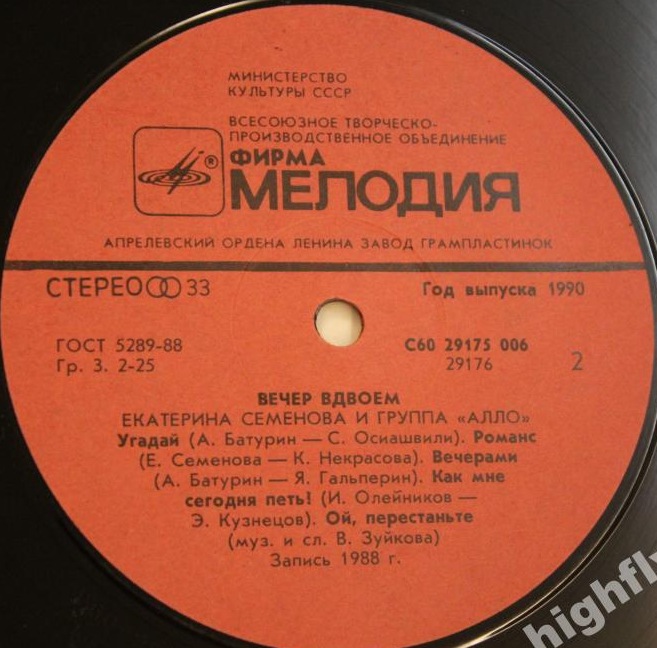 МИНИСТЕРСТВО
КУЛЬТУРЫ СССР
ВСЕСОЮЗНОЕ ТВОРЧЕСКО-
ПРОИЗВОДСТВЕННОЕ ОБЪЕДИНЕНИЕ
®
ФИРМА
МЕЛОДИЯ
АПРЕЛЕВСКИЙ ОРДЕНА ЛЕНИНА ЗАВОД ГРАМПЛАСТИНОК
СТЕРЕО 33
Год выпуска 1990
ГОСТ 5289-88
Гр. 3. 2-25
С60 29175 006
29176
2
ВЕЧЕР ВДВОЕМ
ЕКАТЕРИНА СЕМЕНОВА И ГРУППА «АЛЛО»
Угадай (А. Батурин — С. Осиашвили). Романс
(Е. Семенова — К. Некрасова). Вечерами
(А. Батурин — Я. Гальперин). Как мне
сегодня петь! (И. Олейников —
Э. Кузнецов). Ой, перестаньте
(муз. и сл. В. Зуйкова)
Запись 1988 г.
highfly